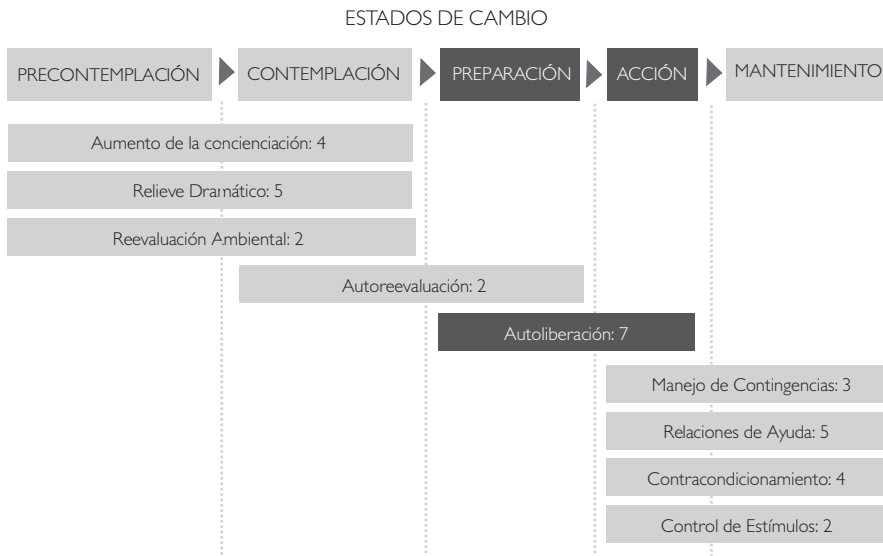 ESTADOS DE CAMBIO
PRECONTEMPLACIÓN
CONTEMPLACIÓN
PREPARACIÓN
ACCIÓN
MANTENIMIENTO
Aumento de la concienciación: 4
Relieve Dramático: 5
Reevaluación Ambiental: 2
Autoreevaluación: 2
Autoliberación: 7
Manejo de Contingencias: 3
Relaciones de Ayuda: 5
Contracondicionamiento: 4
Control de Estímulos: 2